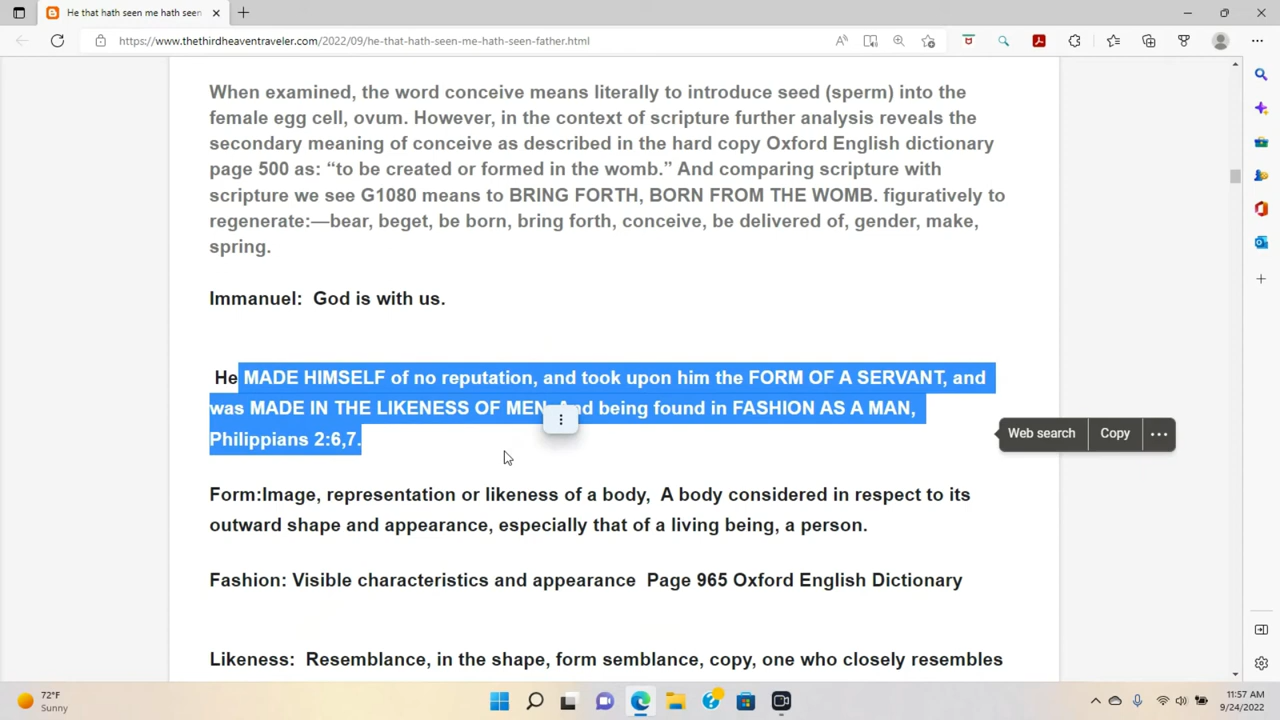 He that hath seen me hath seen
https://www.thethirdheaventraveler.com/2022/09/he-that-hath-seen-me-hath-seen-father.html
When examined, the word conceive means literally to introduce seed (sperm) into the
female egg cell, ovum. However, in the context of scripture further analysis reveals the
secondary meaning of conceive as described in the hard copy Oxford English dictionary
page 500 as: “to be created or formed in the womb.” And comparing scripture with
scripture we see G1080 means to BRING FORTH, BORN FROM THE WOMB. figuratively to
regenerate:—bear, beget, be born, bring forth, conceive, be delivered of, gender, make,
spring.
Immanuel:  God is with us.
He MADE HIMSELF of no reputation, and took upon him the FORM OF A SERVANT, and
was MADE IN THE LIKENESS OF MEN. And being found in FASHION AS A MAN,
Philippians 2:6,7.
Web search Copy
Form:Image, representation or likeness of a body,  A body considered in respect to its
outward shape and appearance, especially that of a living being, a person.
Fashion: Visible characteristics and appearance  Page 965 Oxford English Dictionary
Likeness:  Resemblance, in the shape, form semblance, copy, one who closely resembles
72°F
Sunny
11:57 AM
9/24/2022